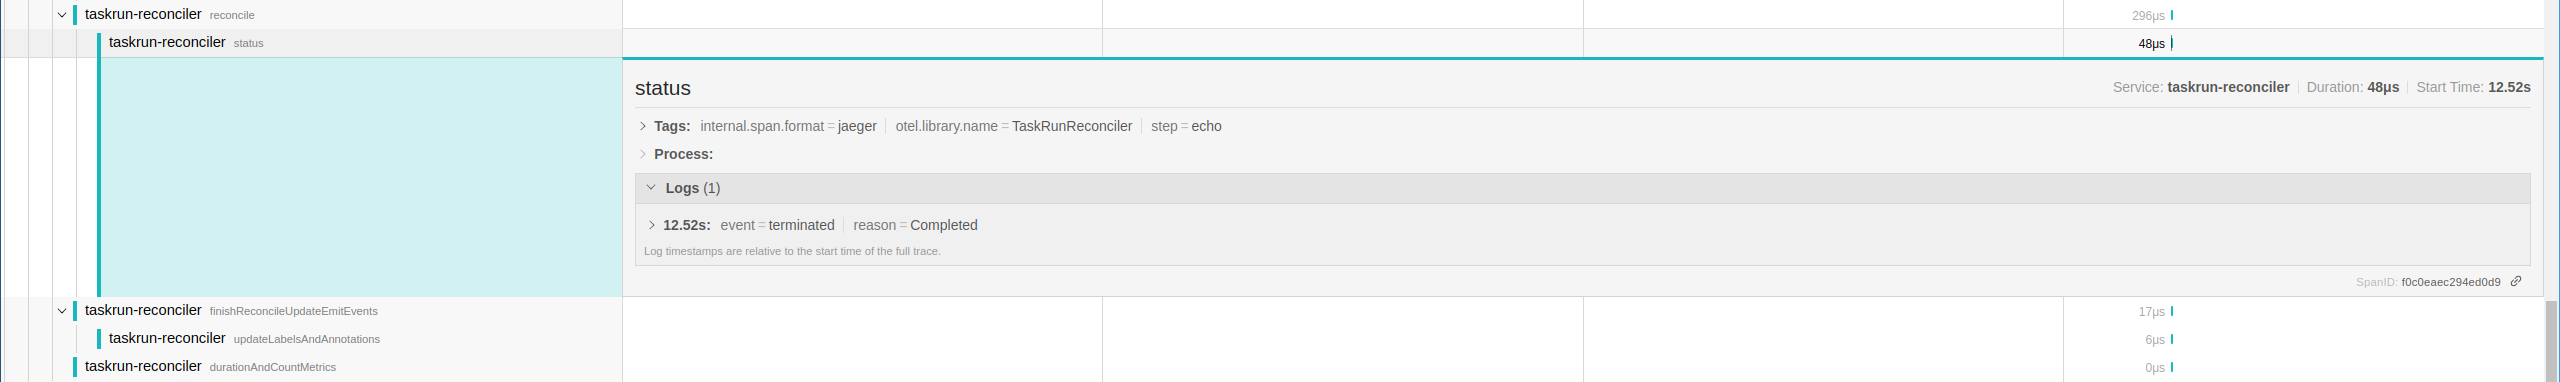 taskrun-reconciler reconcile 296μs
taskrun-reconciler status 48μs
status Service: taskrun-reconciler Duration: 48μs Start Time: 12.52s
Tags: internal.span.format = jaeger otel.library.name = TaskRunReconciler step = echo
Process:
Logs (1)
12.52s: event = terminated reason = Completed
Log timestamps are relative to the start time of the full trace.
SpanID: f0c0eaec294ed0d9
taskrun-reconciler finishReconcileUpdateEmitEvents 17μs
taskrun-reconciler updateLabelsAndAnnotations 6μs
taskrun-reconciler durationAndCountMetrics 0μs